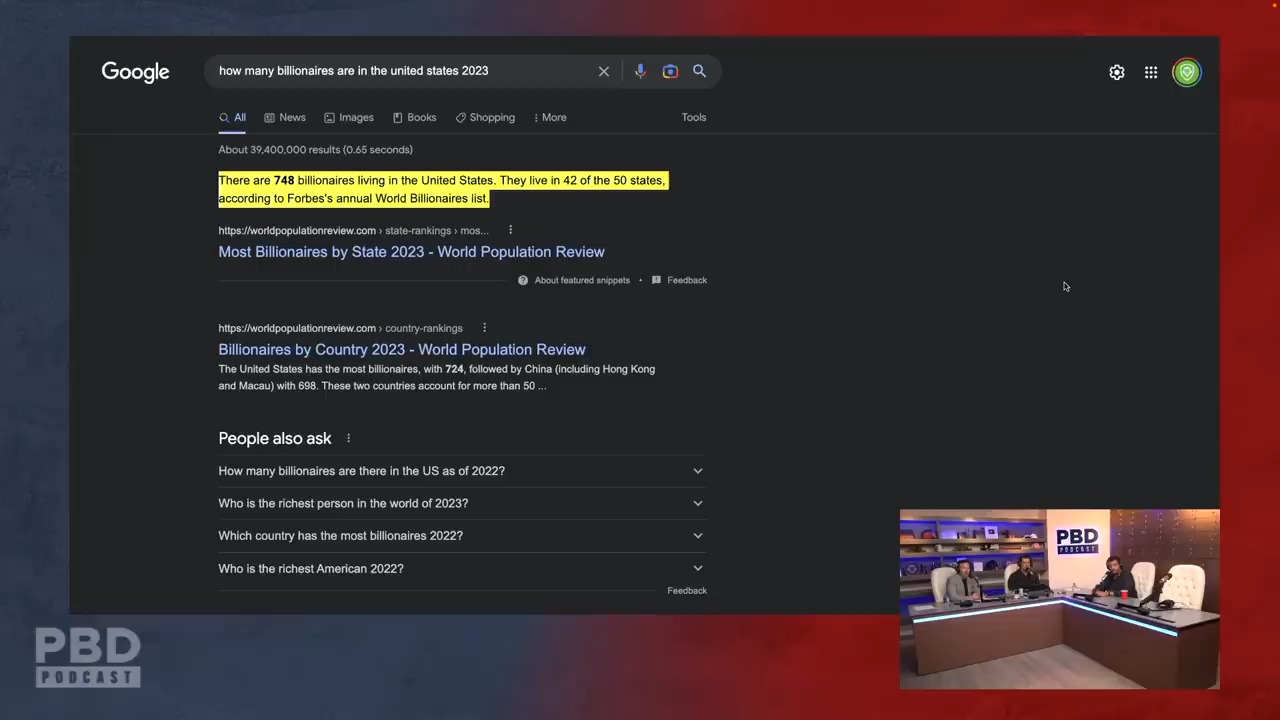 Google
how many billionaires are in the united states 2023
All
News
Images
Books
Shopping
More
Tools
About 39,400,000 results (0.65 seconds)
There are 748 billionaires living in the United States. They live in 42 of the 50 states,
according to Forbes's annual World Billionaires list.
https://worldpopulationreview.com › state-rankings › mos...
Most Billionaires by State 2023 - World Population Review
About featured snippets • Feedback
https://worldpopulationreview.com › country-rankings
Billionaires by Country 2023 - World Population Review
The United States has the most billionaires, with 724, followed by China (including Hong Kong
and Macau) with 698. These two countries account for more than 50 ...
People also ask
How many billionaires are there in the US as of 2022?
Who is the richest person in the world of 2023?
Which country has the most billionaires 2022?
Who is the richest American 2022?
Feedback
PBD
PODCAST
PBD
PODCAST